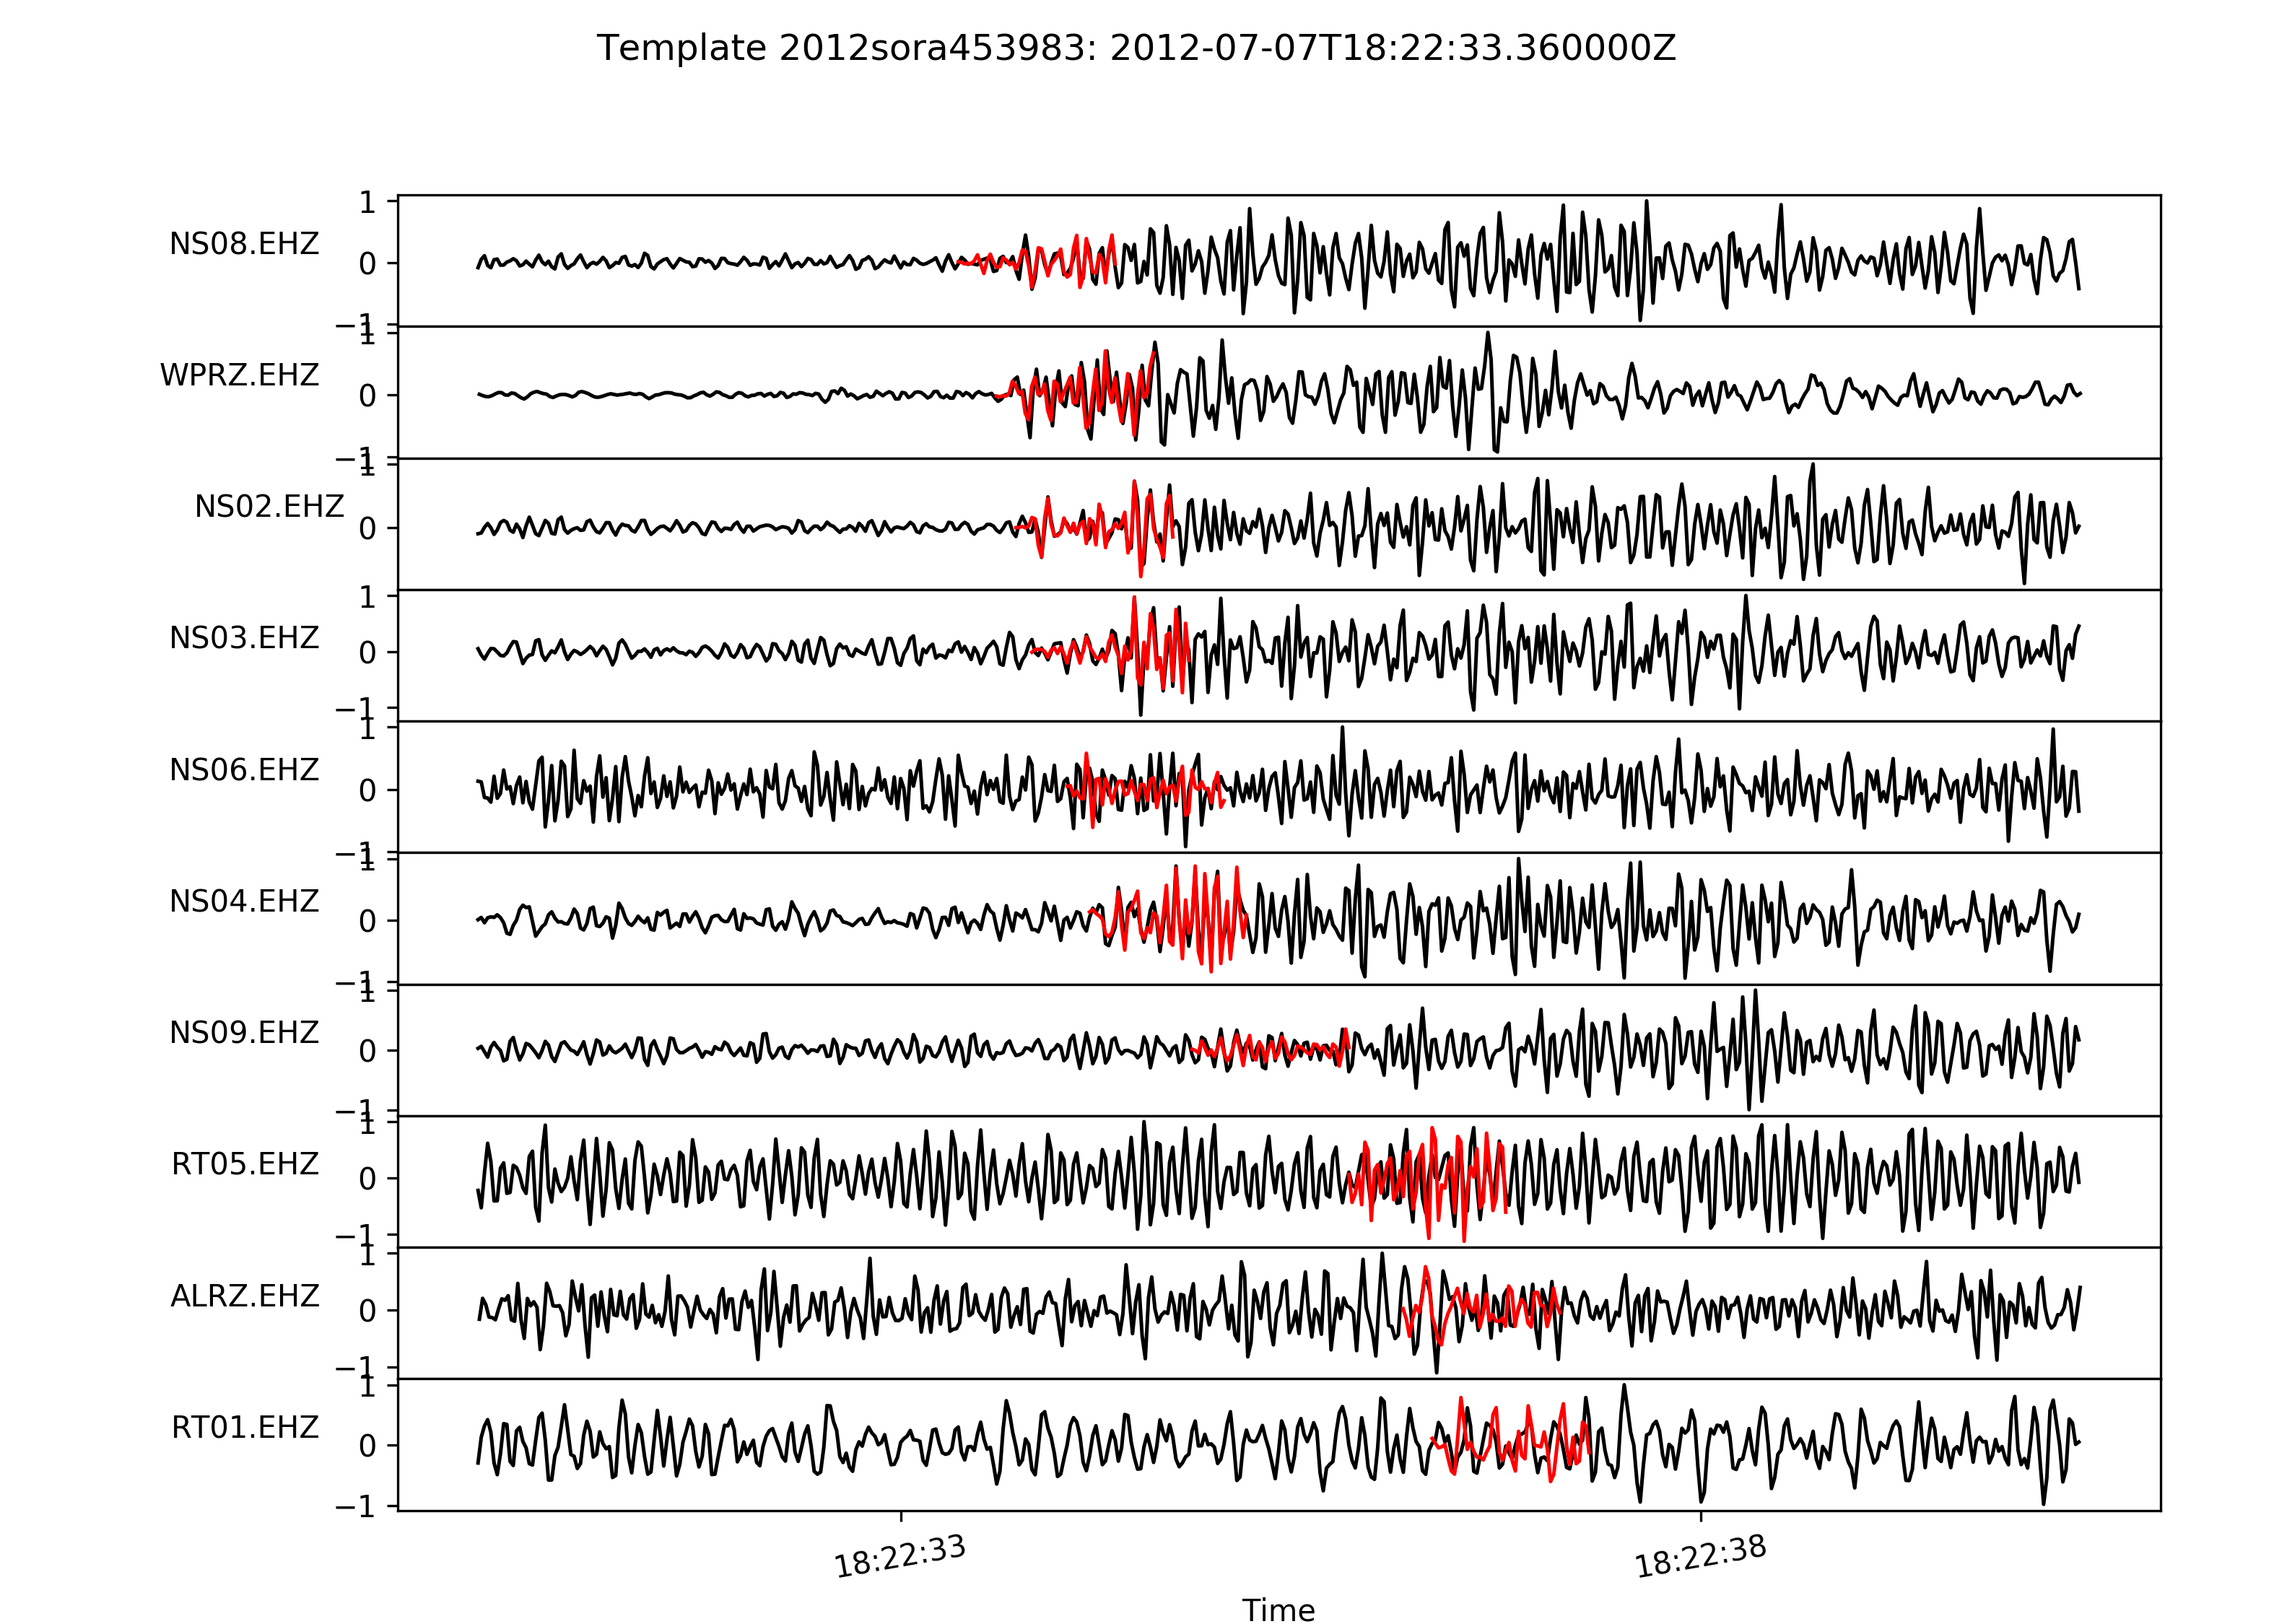 Template 2012sora453983: 2012-07-07T18:22:33.360000Z
1
NS08.EHZ
0
−1
1
WPRZ.EHZ
0
−1
1
NS02.EHZ
0
1
NS03.EHZ
0
−1
1
NS06.EHZ
0
−1
1
NS04.EHZ
0
−1
1
NS09.EHZ
0
−1
1
RT05.EHZ
0
−1
1
ALRZ.EHZ
0
−1
1
RT01.EHZ
0
−1
18:22:33 18:22:38
Time